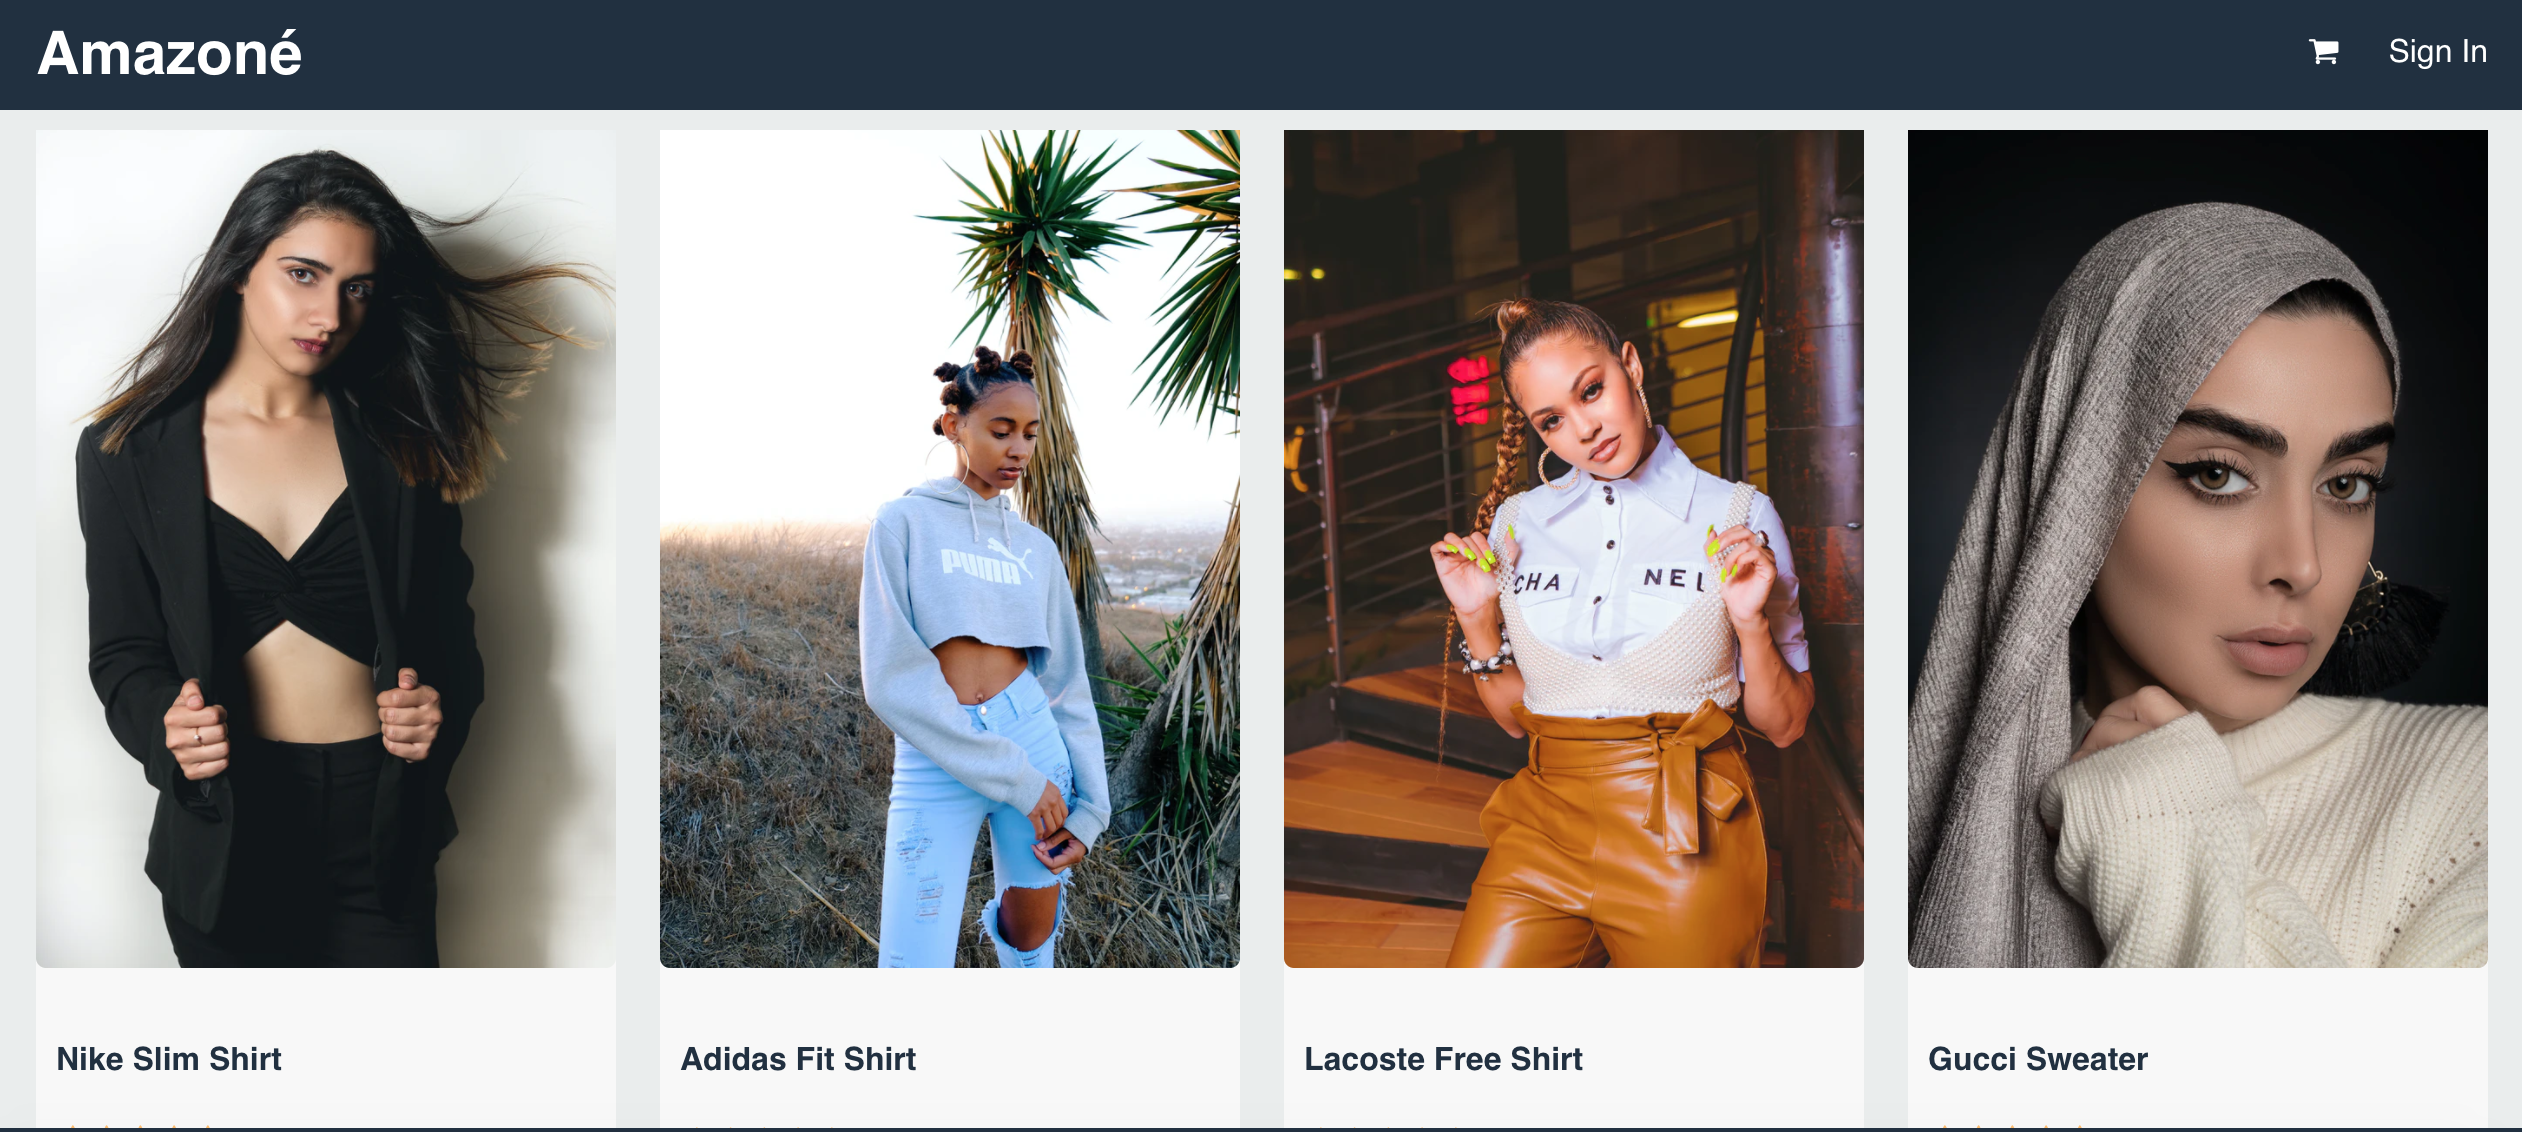 Amazoné
Sign In
PUMA
CHA NEL
Nike Slim Shirt
Adidas Fit Shirt
Lacoste Free Shirt
Gucci Sweater